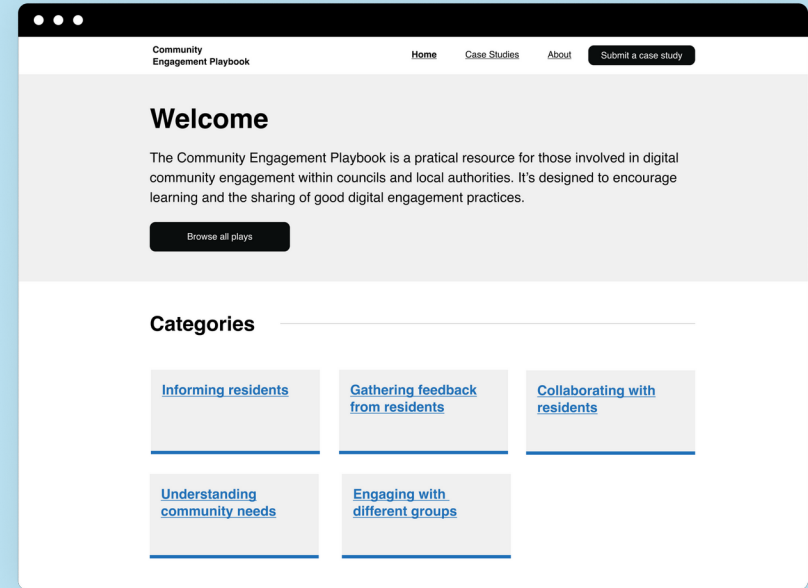 Community
Engagement Playbook
Home
Case Studies
About
Submit a case study
Welcome
The Community Engagement Playbook is a pratical resource for those involved in digital
community engagement within councils and local authorities. It’s designed to encourage
learning and the sharing of good digital engagement practices.
Browse all plays
Categories
Informing residents
Gathering feedback
from residents
Collaborating with
residents
Understanding
community needs
Engaging with
different groups